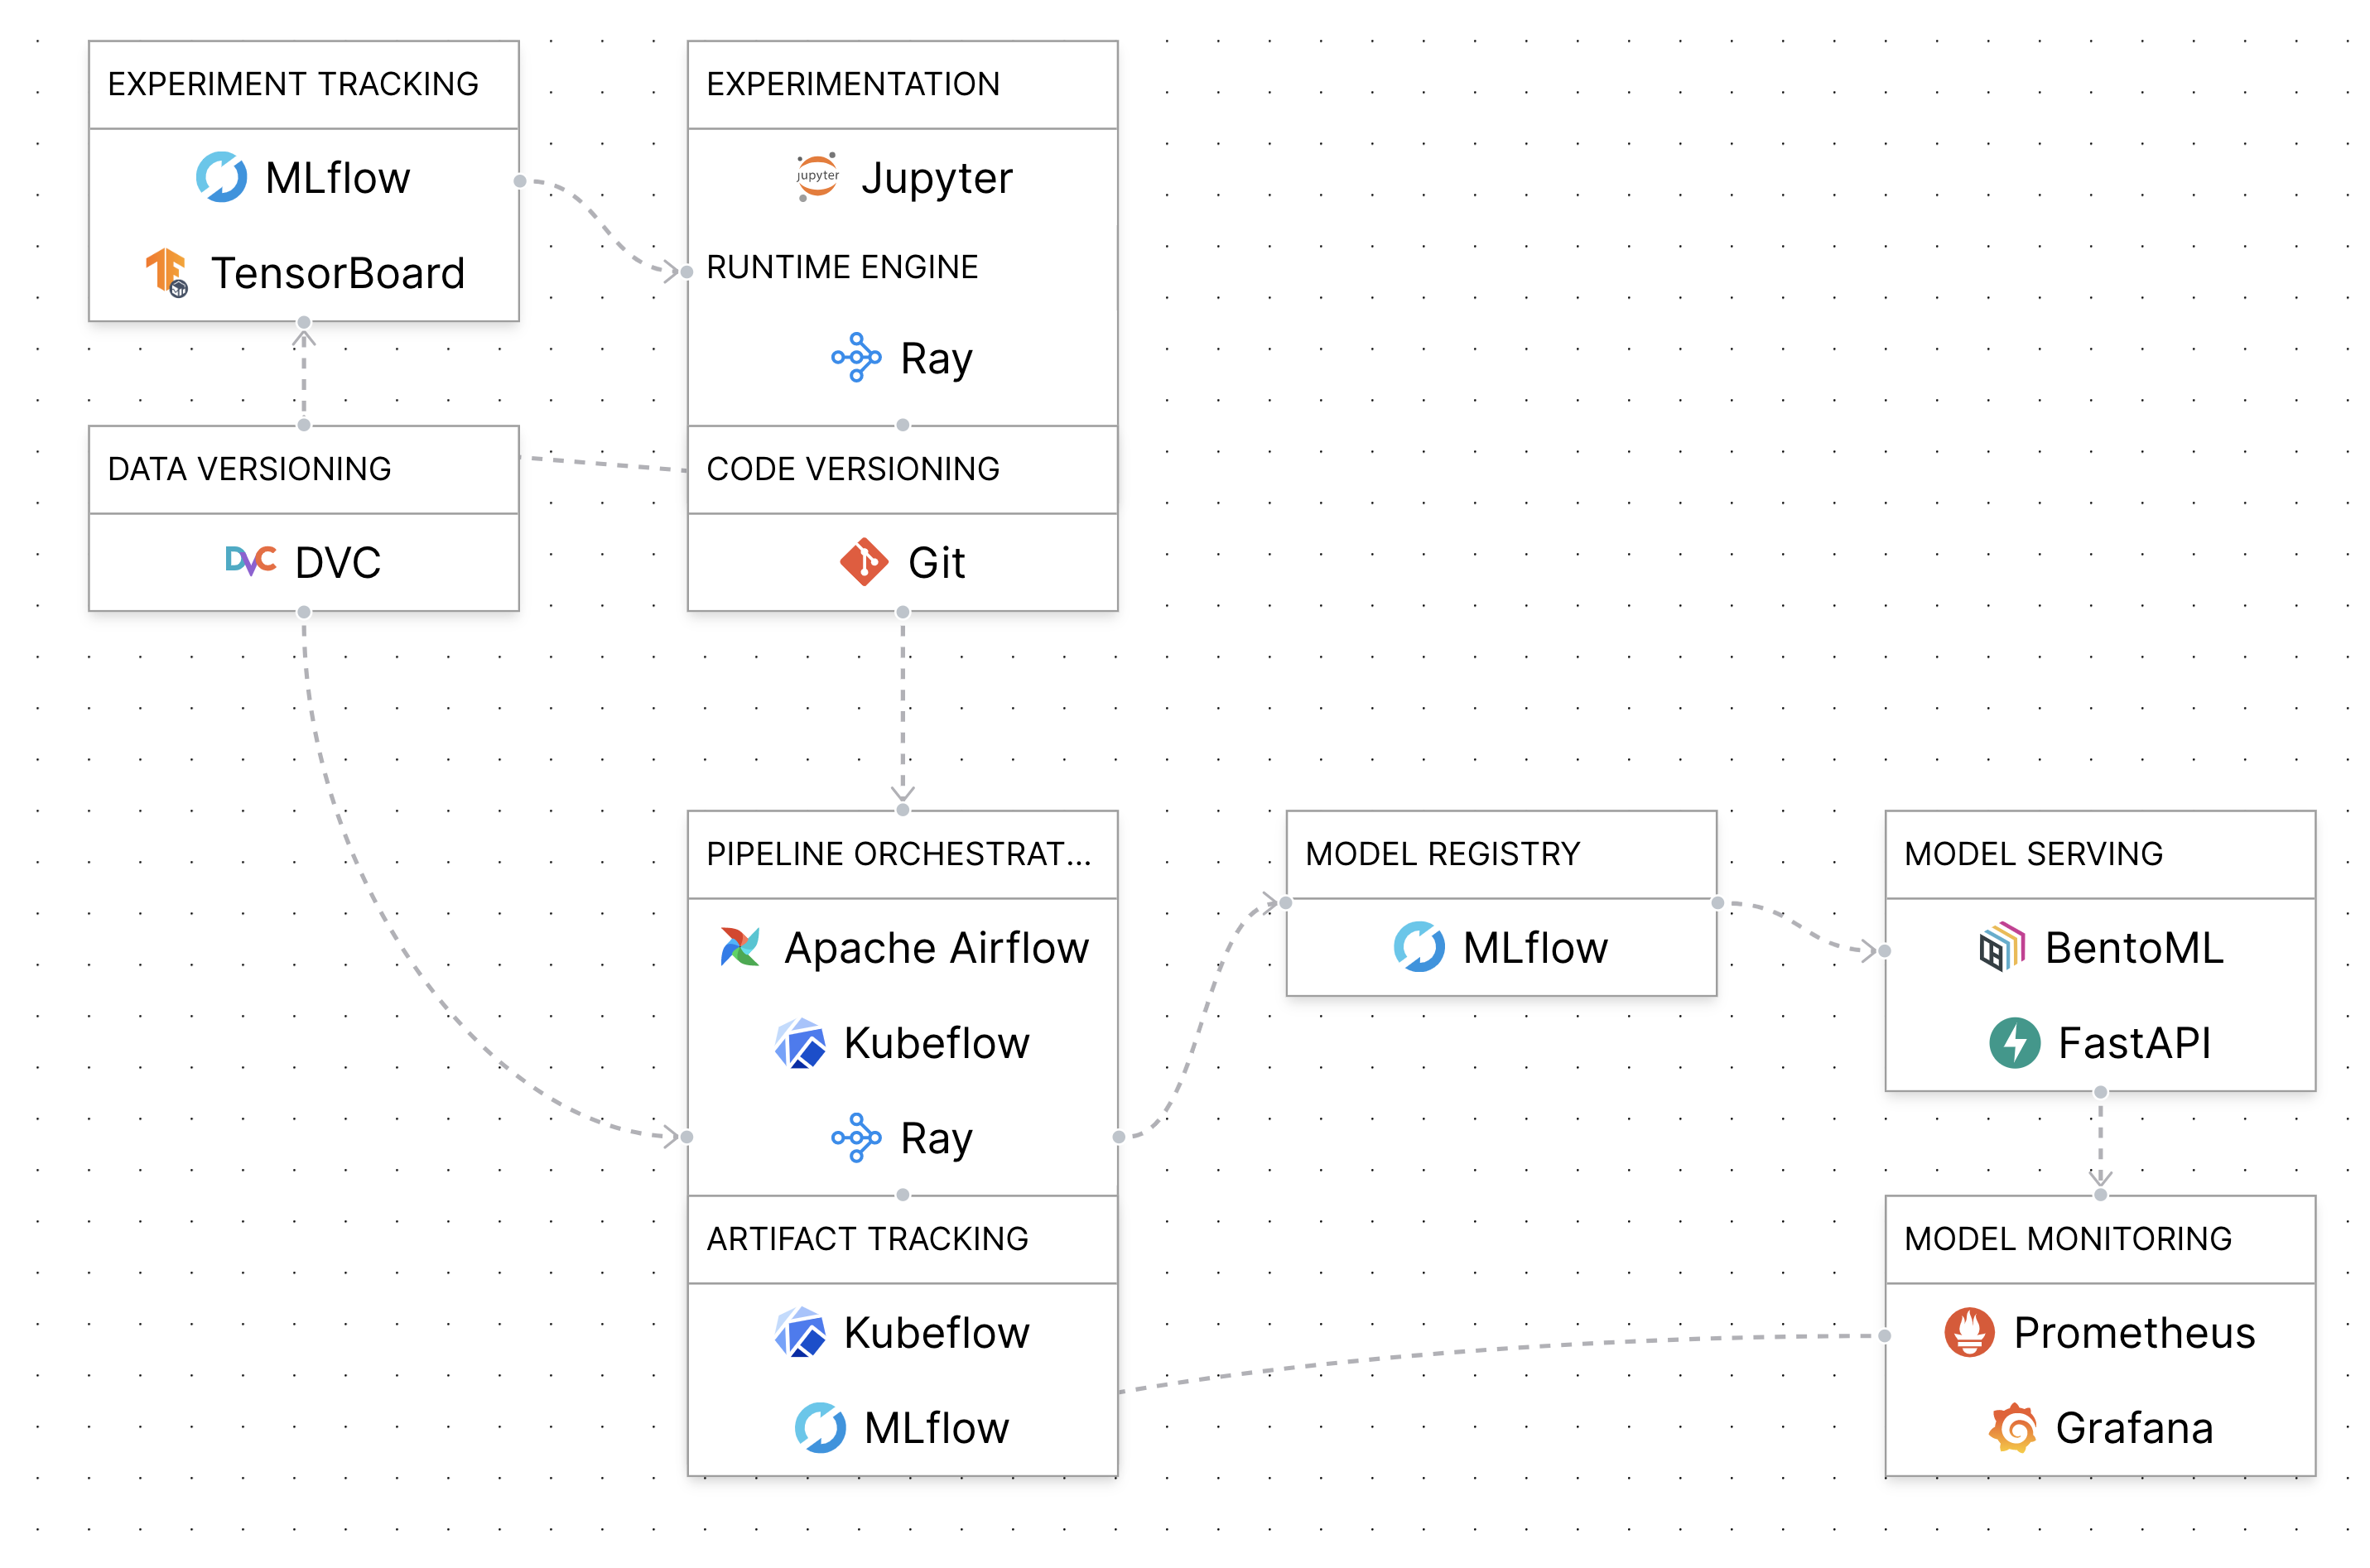 EXPERIMENT TRACKING
MLflow
TensorBoard
EXPERIMENTATION
jupyter Jupyter
RUNTIME ENGINE
Ray
DATA VERSIONING
DVC DVC
CODE VERSIONING
Git
PIPELINE ORCHESTRAT...
Apache Airflow
Kubeflow
Ray
ARTIFACT TRACKING
Kubeflow
MLflow
MODEL REGISTRY
MLflow
MODEL SERVING
BentoML
FastAPI
MODEL MONITORING
Prometheus
Grafana